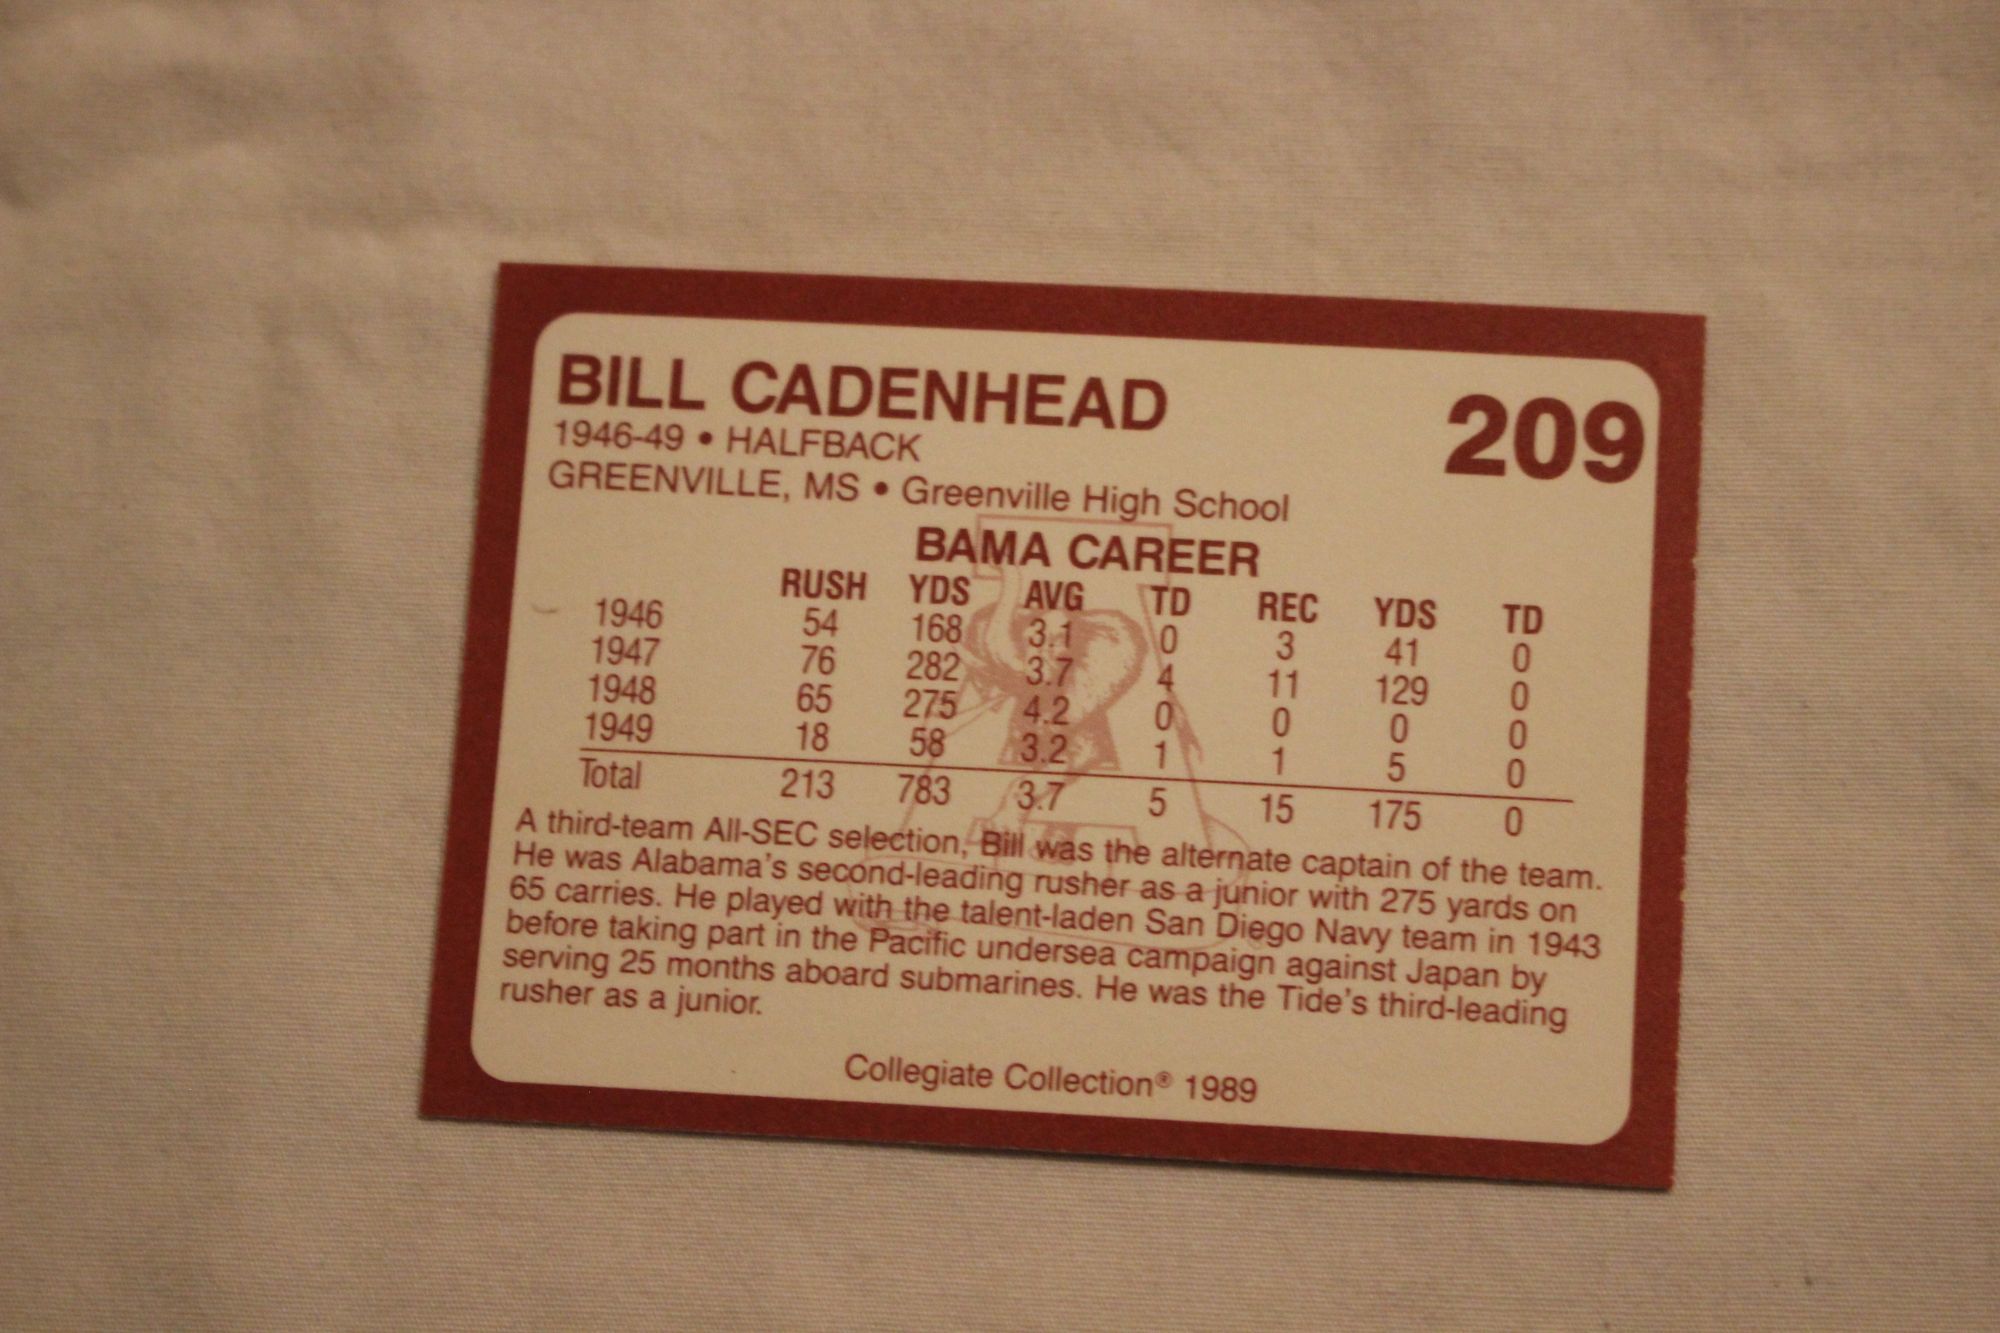 BILL CADENHEAD
209
1946-49 • HALFBACK
GREENVILLE, MS • Greenville High School
BAMA CAREER
RUSH YDS AVG TD REC YDS TD
1946 54 168 3.1 0 3 41 0
1947 76 282 3.7 4 11 129 0
1948 65 275 4.2 0 0 0 0
1949 18 58 3.2 1 1 5 0
Total 213 783 3.7 5 15 175 0
A third-team All-SEC selection, Bill was the alternate captain of the team.
He was Alabama's second-leading rusher as a junior with 275 yards on
65 carries. He played with the talent-laden San Diego Navy team in 1943
before taking part in the Pacific undersea campaign against Japan by
serving 25 months aboard submarines. He was the Tide's third-leading
rusher as a junior.
Collegiate Collection® 1989